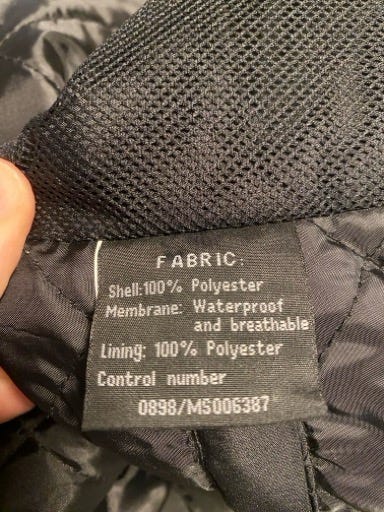 FABRIC:
Shell:100% Polyester
Membrane: Waterproof
and breathable
Lining: 100% Polyester
Control number
0898/MS006387